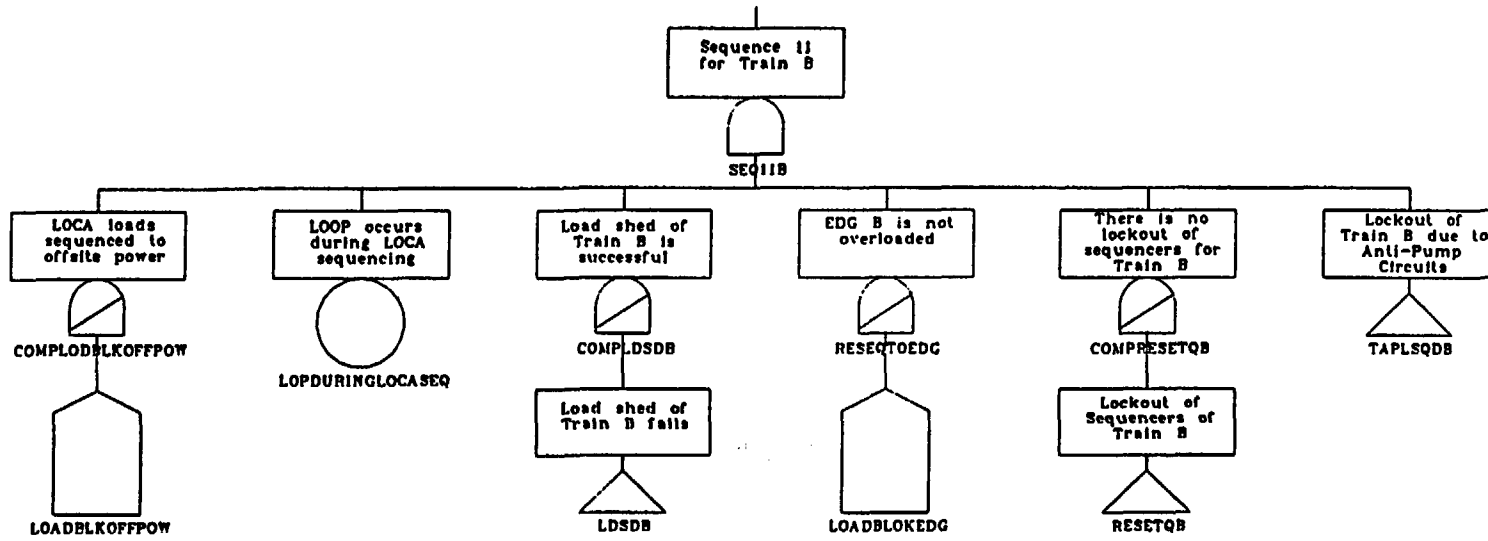 Sequence 11
for Train B
SEQ11B
LOCA loads
sequenced to
offsite power
COMPLODBLKOFFPOW
LOADBLKOFFPOW
LOOP occurs
during LOCA
sequencing
LOPDURINGLOCASEQ
Load shed of
Train B is
successful
COMPLDSDB
Load shed of
Train B fails
LDSDB
EDG B is not
overloaded
RESEQTOEDG
LOADBLOKEDG
There is no
lockout of
sequencers for
Train B
COMPRESETQB
Lockout of
Sequencers of
Train B
RESETQB
Lockout of
Train B due to
Anti-Pump
Circuits
TAPLSQDB